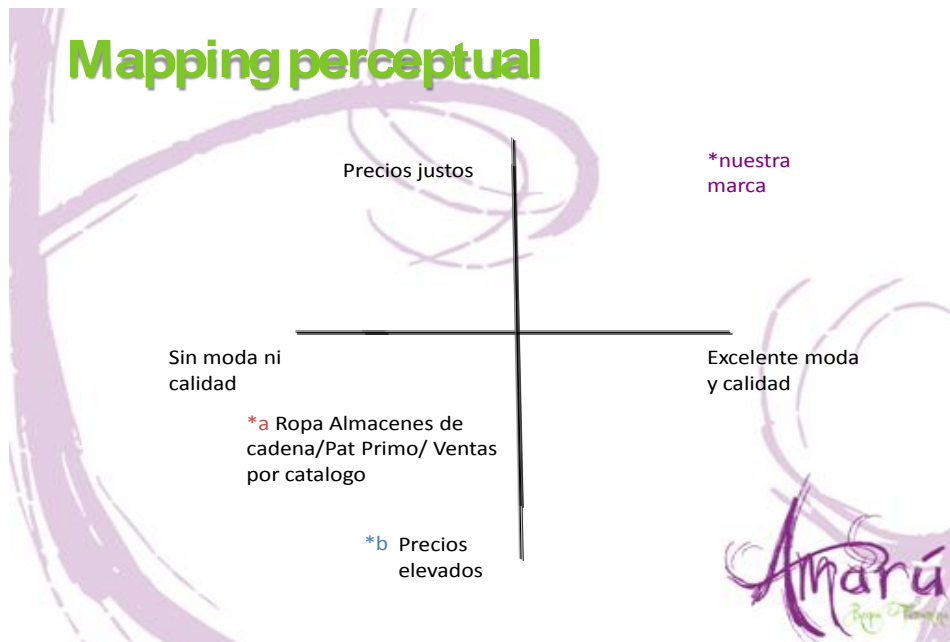 Mapping perceptual
Precios justos
*nuestra
marca
Sin moda ni
calidad
Excelente moda
y calidad
*a Ropa Almacenes de
cadena/Pat Primo/ Ventas
por catalogo
*b Precios
elevados
Amarú
Ropa